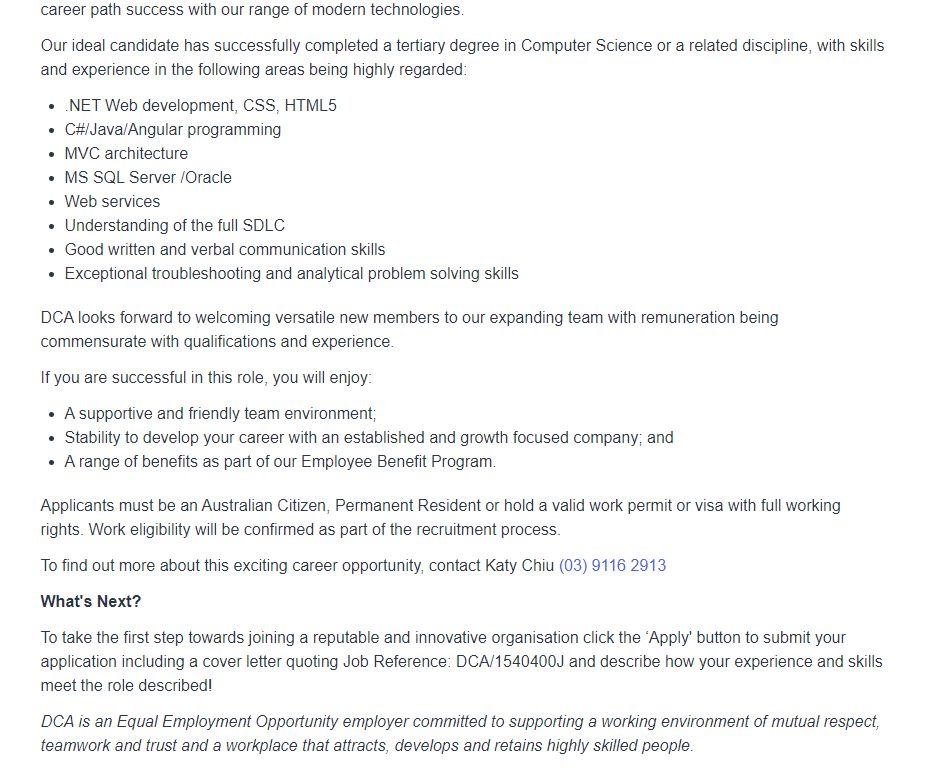 career path success with our range of modern technologies.
Our ideal candidate has successfully completed a tertiary degree in Computer Science or a related discipline, with skills
and experience in the following areas being highly regarded:
• .NET Web development, CSS, HTML5
• C#/Java/Angular programming
• MVC architecture
• MS SQL Server /Oracle
• Web services
• Understanding of the full SDLC
• Good written and verbal communication skills
• Exceptional troubleshooting and analytical problem solving skills
DCA looks forward to welcoming versatile new members to our expanding team with remuneration being
commensurate with qualifications and experience.
If you are successful in this role, you will enjoy:
• A supportive and friendly team environment;
• Stability to develop your career with an established and growth focused company; and
• A range of benefits as part of our Employee Benefit Program.
Applicants must be an Australian Citizen, Permanent Resident or hold a valid work permit or visa with full working
rights. Work eligibility will be confirmed as part of the recruitment process.
To find out more about this exciting career opportunity, contact Katy Chiu (03) 9116 2913
What's Next?
To take the first step towards joining a reputable and innovative organisation click the ‘Apply' button to submit your
application including a cover letter quoting Job Reference: DCA/1540400J and describe how your experience and skills
meet the role described!
DCA is an Equal Employment Opportunity employer committed to supporting a working environment of mutual respect,
teamwork and trust and a workplace that attracts, develops and retains highly skilled people.